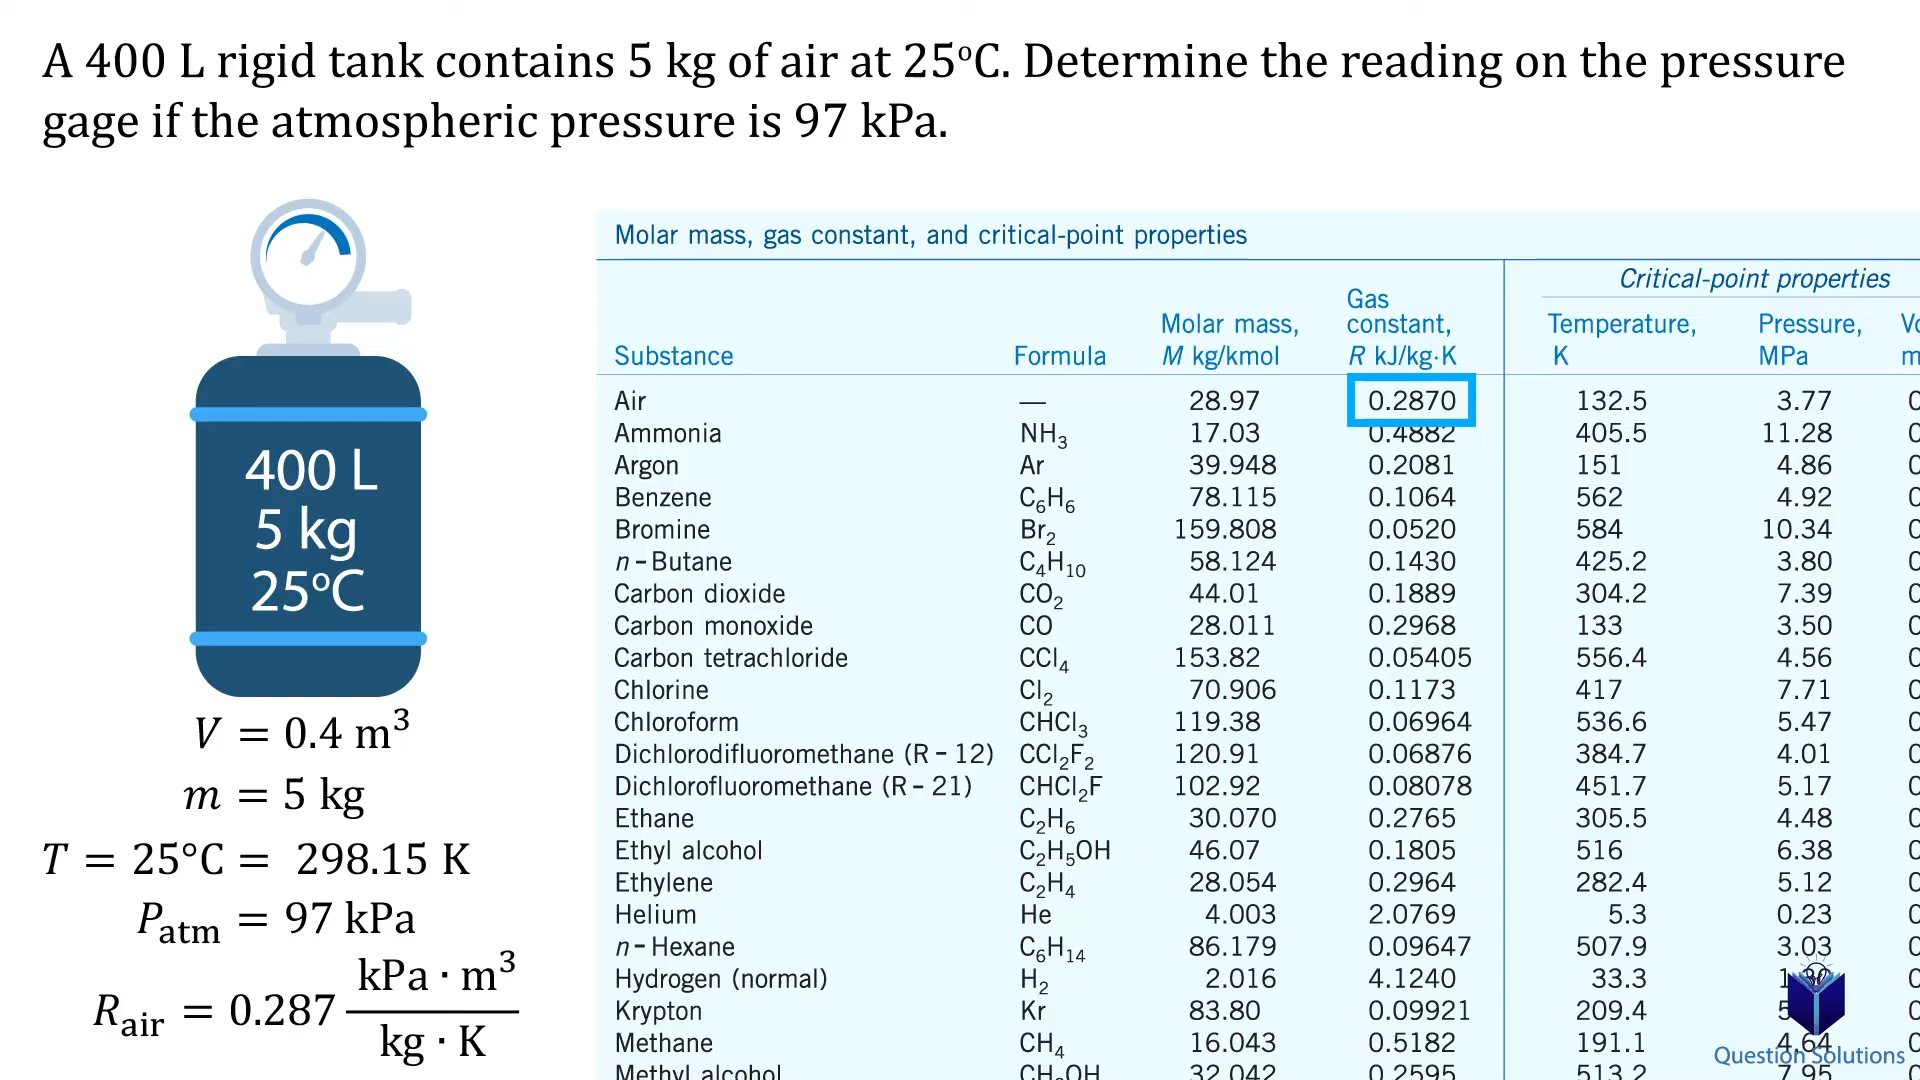 A 400 L rigid tank contains 5 kg of air at 25ºC. Determine the reading on the pressure
gage if the atmospheric pressure is 97 kPa.
400 L
5 kg
25ºC
V = 0.4 m³
m = 5 kg
T = 25°C = 298.15 K
Pₐₜₘ = 97 kPa
Rₐᵢᵣ = 0.287 kPa · m³ / kg · K
Molar mass, gas constant, and critical-point properties
Critical-point properties
Gas
Molar mass, constant, Temperature, Pressure,
Substance Formula M kg/kmol R kJ/kg·K K MPa
Air — 28.97 0.2870 132.5 3.77
Ammonia NH₃ 17.03 0.4882 405.5 11.28
Argon Ar 39.948 0.2081 151 4.86
Benzene C₆H₆ 78.115 0.1064 562 4.92
Bromine Br₂ 159.808 0.0520 584 10.34
n-Butane C₄H₁₀ 58.124 0.1430 425.2 3.80
Carbon dioxide CO₂ 44.01 0.1889 304.2 7.39
Carbon monoxide CO 28.011 0.2968 133 3.50
Carbon tetrachloride CCl₄ 153.82 0.05405 556.4 4.56
Chlorine Cl₂ 70.906 0.1173 417 7.71
Chloroform CHCl₃ 119.38 0.06964 536.6 5.47
Dichlorodifluoromethane (R-12) CCl₂F₂ 120.91 0.06876 384.7 4.01
Dichlorofluoromethane (R-21) CHCl₂F 102.92 0.08078 451.7 5.17
Ethane C₂H₆ 30.070 0.2765 305.5 4.48
Ethyl alcohol C₂H₅OH 46.07 0.1805 516 6.38
Ethylene C₂H₄ 28.054 0.2964 282.4 5.12
Helium He 4.003 2.0769 5.3 0.23
n-Hexane C₆H₁₄ 86.179 0.09647 507.9 3.03
Hydrogen (normal) H₂ 2.016 4.1240 33.3
Krypton Kr 83.80 0.09921 209.4
Methane CH₄ 16.043 0.5182 191.1 4.64
Methyl alcohol CH₃OH 32.042 0.2595 513.2 7.95
Question Solutions